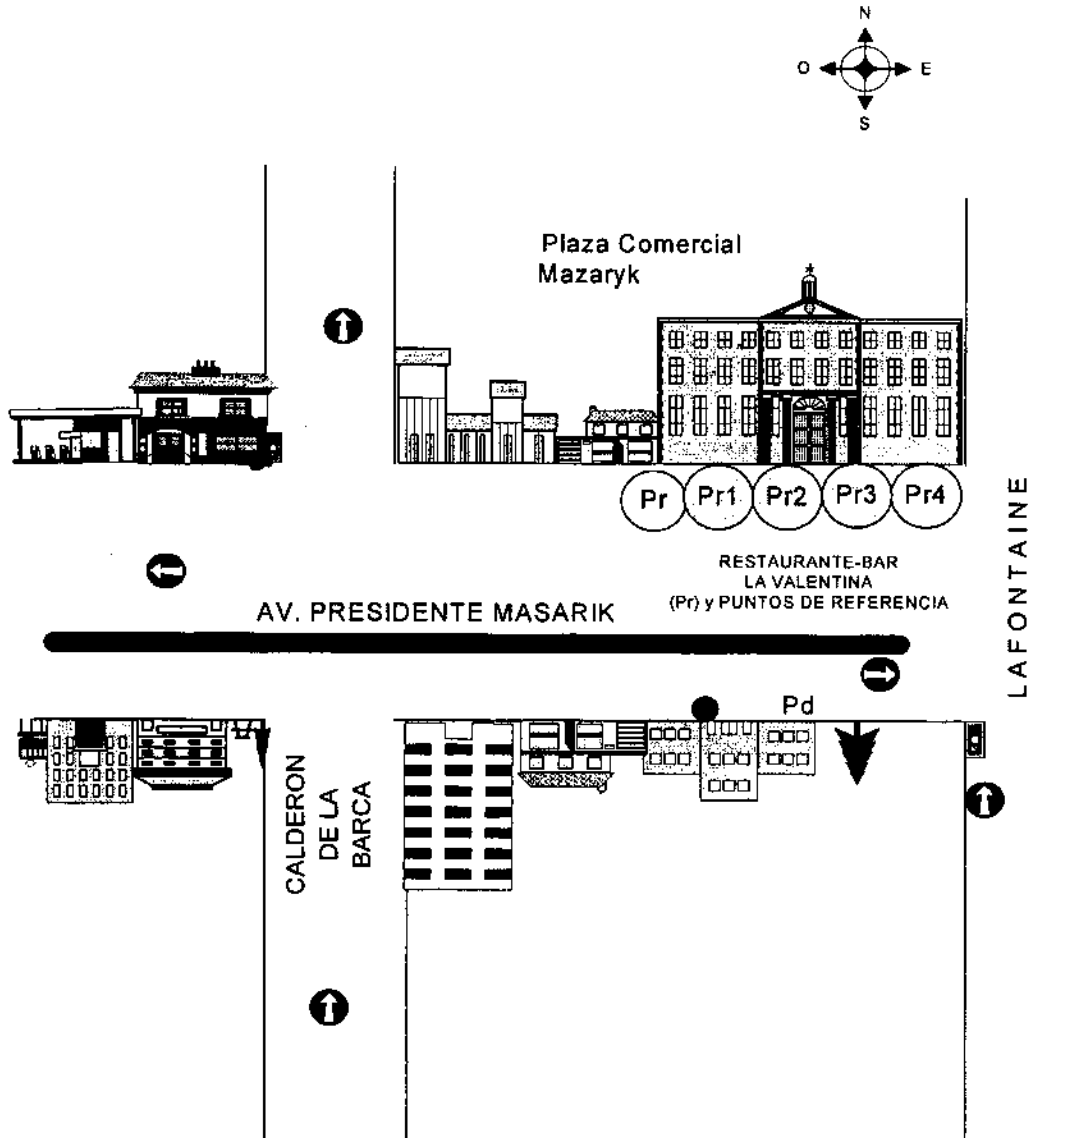 N
O E
S
Plaza Comercial
Mazaryk
Pr Pr1 Pr2 Pr3 Pr4
RESTAURANTE-BAR
LA VALENTINA
(Pr) y PUNTOS DE REFERENCIA
AV. PRESIDENTE MASARIK
LAFONTAINE
Pd
CALDERON
DE LA
BARCA